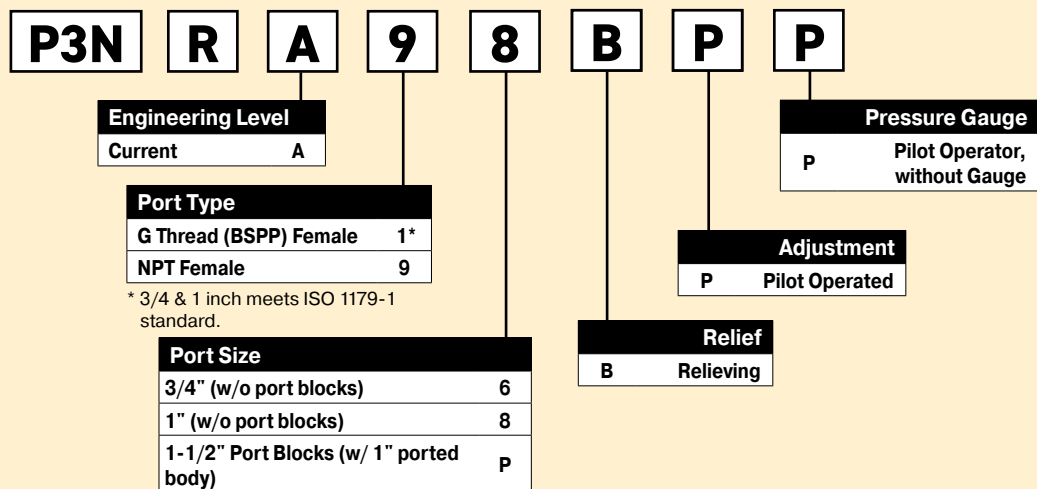 P3N R A 9 8 B P P
Engineering Level
Current A
Port Type
G Thread (BSPP) Female 1*
NPT Female 9
* 3/4 & 1 inch meets ISO 1179-1
standard.
Port Size
3/4" (w/o port blocks) 6
1" (w/o port blocks) 8
1-1/2" Port Blocks (w/ 1" ported
body) P
Relief
B Relieving
Adjustment
P Pilot Operated
Pressure Gauge
P Pilot Operator,
without Gauge